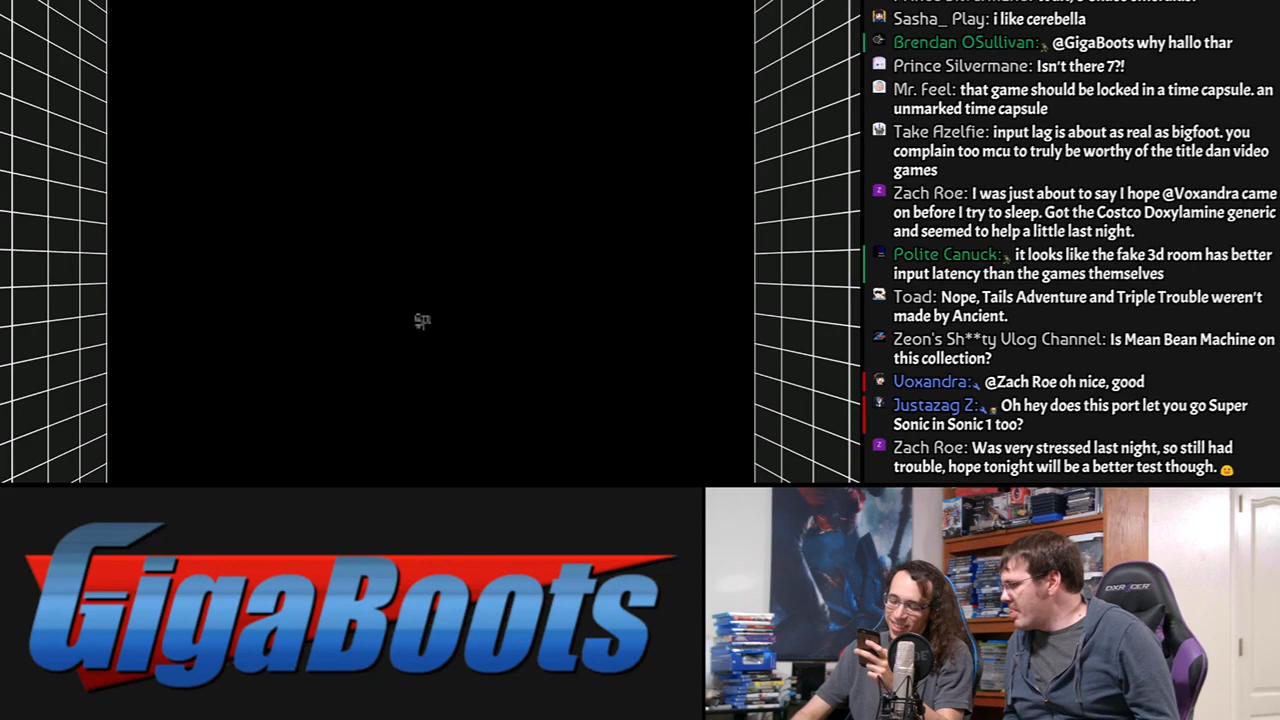 Sasha_ Play: i like cerebella
Brendan OSullivan: @GigaBoots why hallo thar
Prince Silvermane: Isn't there 7?!
Mr. Feel: that game should be locked in a time capsule. an
unmarked time capsule
Take Azelfie: input lag is about as real as bigfoot. you
complain too mcu to truly be worthy of the title dan video
games
Zach Roe: I was just about to say I hope @Voxandra came
on before I try to sleep. Got the Costco Doxylamine generic
and seemed to help a little last night.
Polite Canuck: it looks like the fake 3d room has better
input latency than the games themselves
Toad: Nope, Tails Adventure and Triple Trouble weren't
made by Ancient.
Zeon's Sh**ty Vlog Channel: Is Mean Bean Machine on
this collection?
Voxandra: @Zach Roe oh nice, good
Justazag Z: Oh hey does this port let you go Super
Sonic in Sonic 1 too?
Zach Roe: Was very stressed last night, so still had
trouble, hope tonight will be a better test though.
GigaBoots
DXRACER